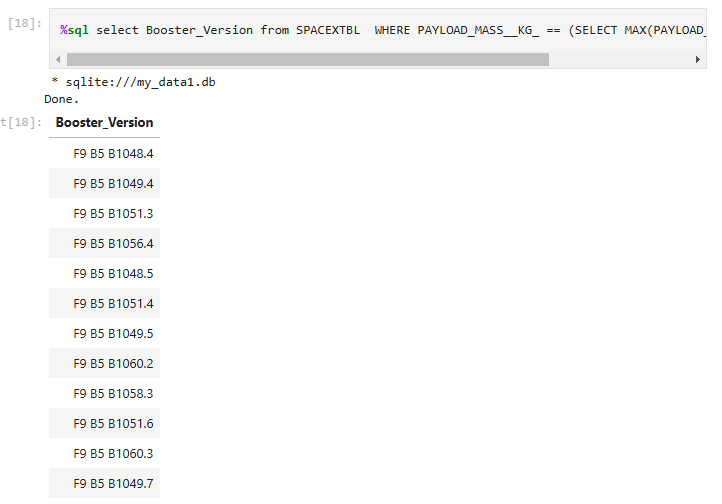 [18]: %sql select Booster_Version from SPACEXTBL  WHERE PAYLOAD_MASS__KG_ == (SELECT MAX(PAYLOAD_
* sqlite:///my_data1.db
Done.
t[18]: Booster_Version
F9 B5 B1048.4
F9 B5 B1049.4
F9 B5 B1051.3
F9 B5 B1056.4
F9 B5 B1048.5
F9 B5 B1051.4
F9 B5 B1049.5
F9 B5 B1060.2
F9 B5 B1058.3
F9 B5 B1051.6
F9 B5 B1060.3
F9 B5 B1049.7